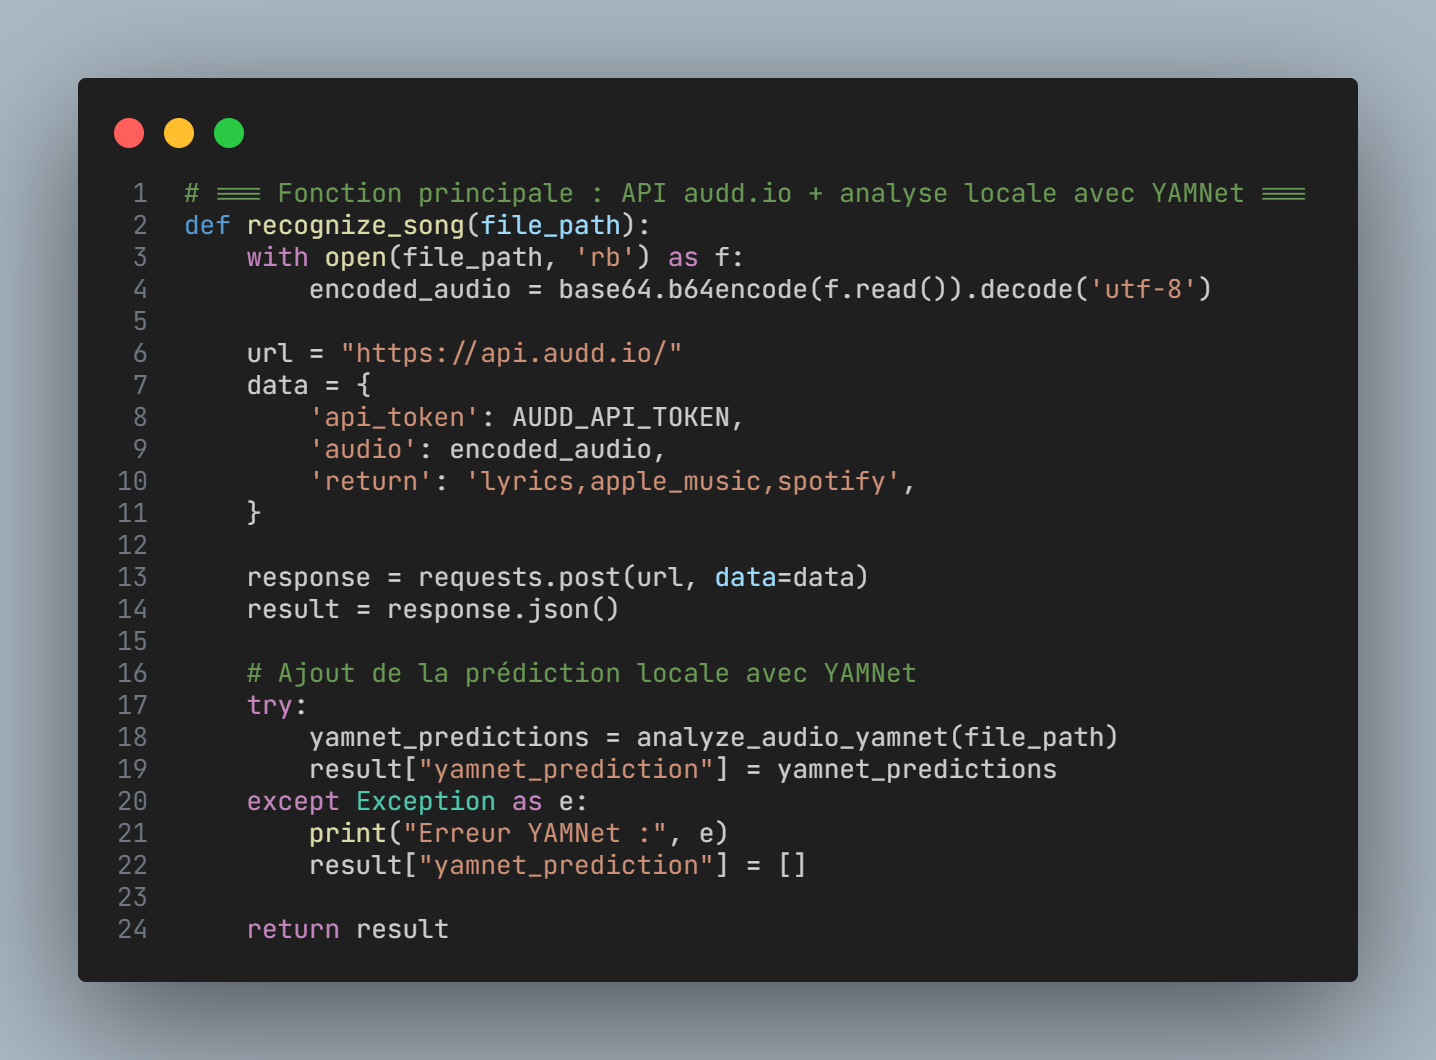 1 # === Fonction principale : API audd.io + analyse locale avec YAMNet ===
2 def recognize_song(file_path):
3     with open(file_path, 'rb') as f:
4         encoded_audio = base64.b64encode(f.read()).decode('utf-8')
5
6     url = "https://api.audd.io/"
7     data = {
8         'api_token': AUDD_API_TOKEN,
9         'audio': encoded_audio,
10         'return': 'lyrics,apple_music,spotify',
11     }
12
13     response = requests.post(url, data=data)
14     result = response.json()
15
16     # Ajout de la prédiction locale avec YAMNet
17     try:
18         yamnet_predictions = analyze_audio_yamnet(file_path)
19         result["yamnet_prediction"] = yamnet_predictions
20     except Exception as e:
21         print("Erreur YAMNet :", e)
22         result["yamnet_prediction"] = []
23
24     return result